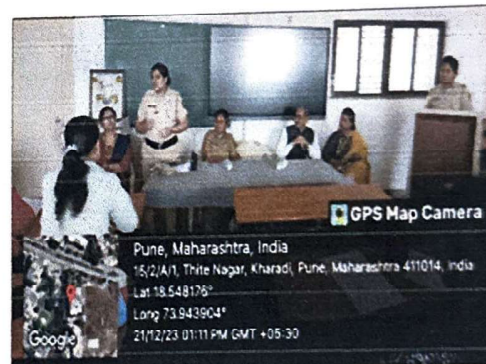 GPS Map Camera
Pune, Maharashtra, India
15/2/A/1, Thite Nagar, Kharadi, Pune, Maharashtra 411014, India
Lat 18.548176°
Long 73.943904°
21/12/23 01:11 PM GMT +05:30
Google